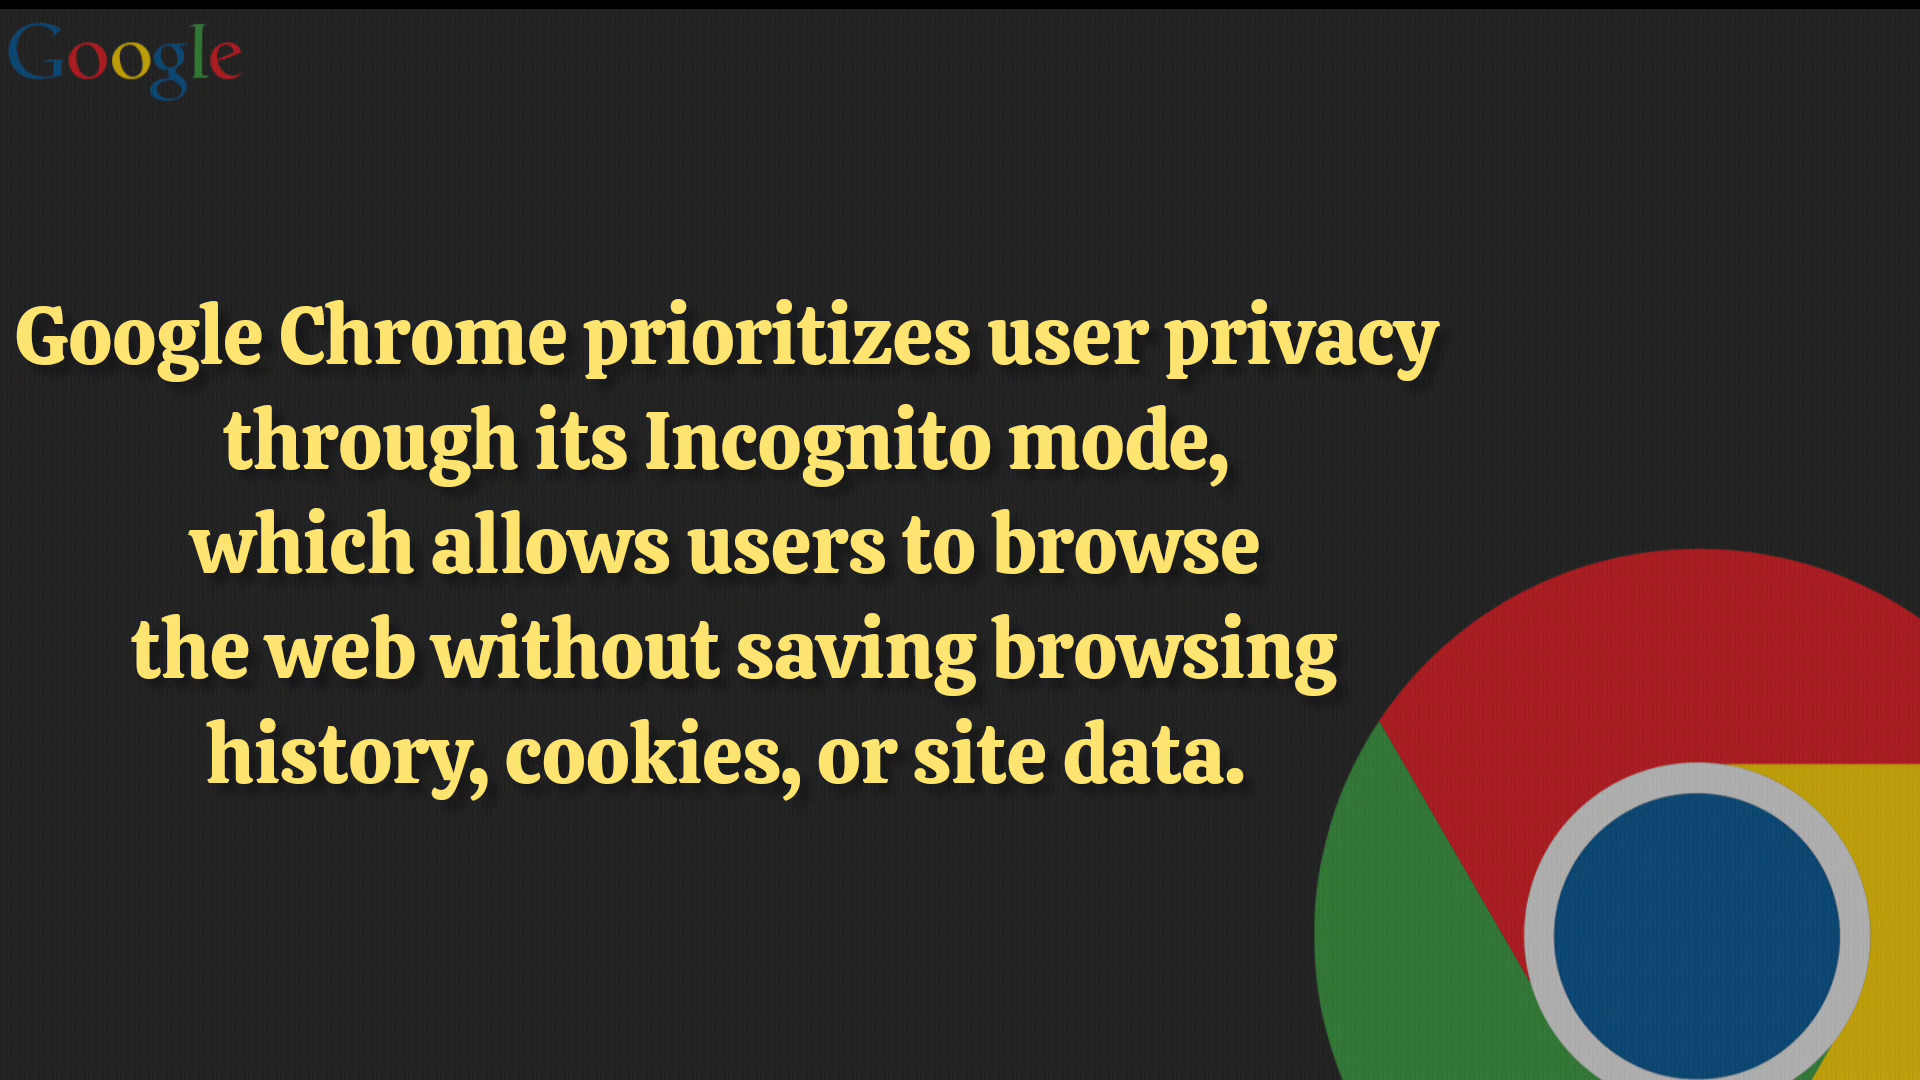 Google
Google Chrome prioritizes user privacy
through its Incognito mode,
which allows users to browse
the web without saving browsing
history, cookies, or site data.